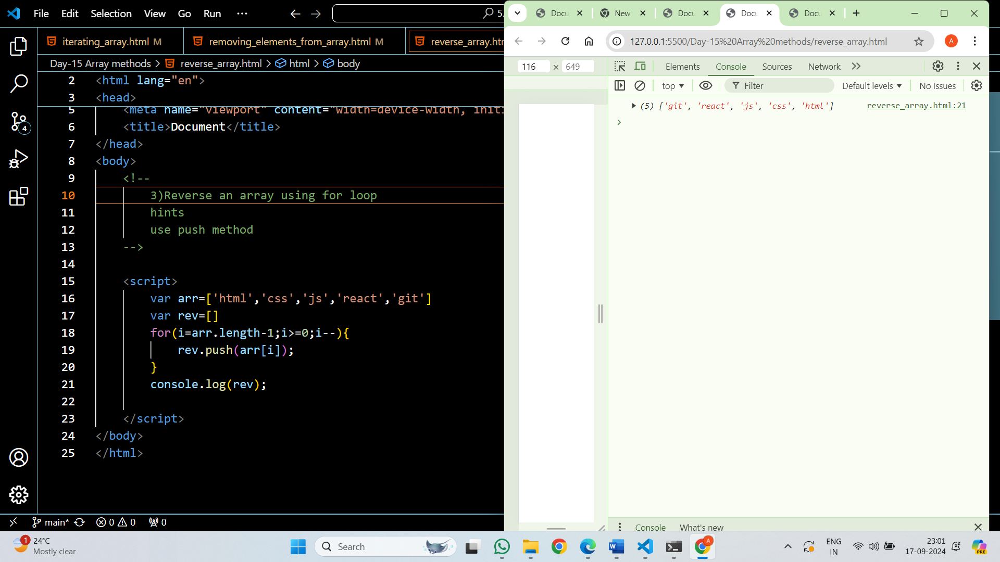 File Edit Selection View Go Run ···
5.
iterating_array.html M
removing_elements_from_array.html M
reverse_array.htm
Day-15 Array methods > reverse_array.html > html > body
2 <html lang="en">
3 <head>
5 <meta name="viewport" content="width=device-width, initi
6 <title>Document</title>
7 </head>
8 <body>
9 <!--
10 3)Reverse an array using for loop
11 hints
12 use push method
13 -->
14
15 <script>
16 var arr=['html','css','js','react','git']
17 var rev=[]
18 for(i=arr.length-1;i>=0;i--){
19 rev.push(arr[i]);
20 }
21 console.log(rev);
22
23 </script>
24 </body>
25 </html>
4
main* 0 0 0
Docu New Docu Docu Docu
127.0.0.1:5500/Day-15%20Array%20methods/reverse_array.html
A
116 × 649
Elements Console Sources Network
top Filter Default levels No Issues
(5) ['git', 'react', 'js', 'css', 'html'] reverse_array.html:21
Console What's new
1
24°C
Mostly clear
Search
A
ENG
IN
23:01
17-09-2024
PRE